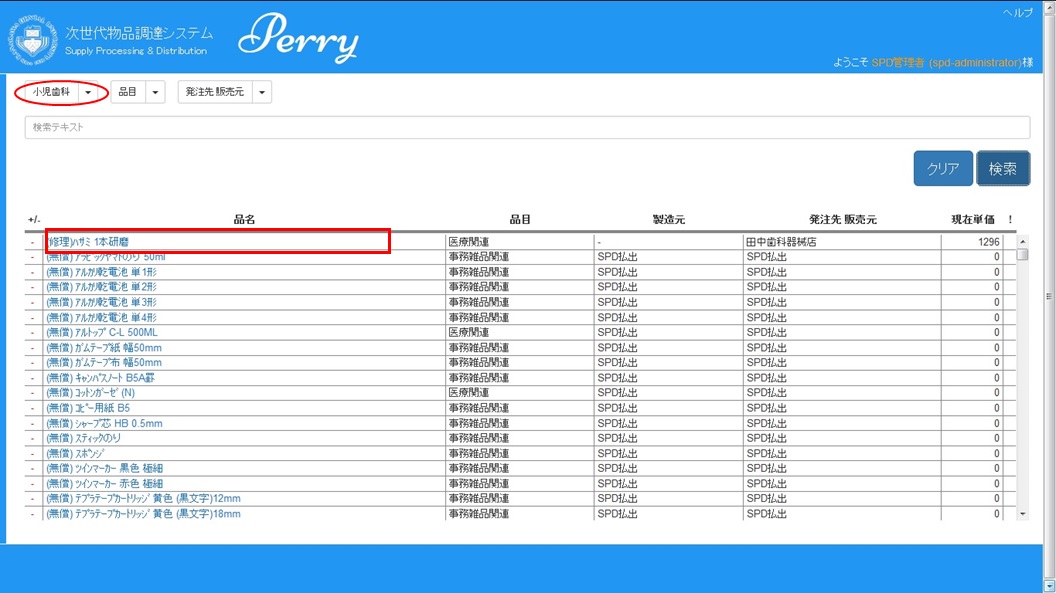 ヘルプ
次世代物品調達システム
Supply Processing & Distribution
Perry
ようこそ SPD管理者 (spd-administrator)様
小児歯科 品目 発注先 販売元
検索テキスト
クリア 検索
+/- 品名 品目 製造元 発注先 販売元 現在単価 !
- (修理)ﾊｻﾐ 1本研磨 医療関連 - 田中歯科器械店 1296
- (無償) ｱﾗﾋﾞｯｸﾔﾏﾄのり 50ml 事務雑品関連 SPD払出 SPD払出 0
- (無償) ｱﾙｶﾘ乾電池 単1形 事務雑品関連 SPD払出 SPD払出 0
- (無償) ｱﾙｶﾘ乾電池 単2形 事務雑品関連 SPD払出 SPD払出 0
- (無償) ｱﾙｶﾘ乾電池 単3形 事務雑品関連 SPD払出 SPD払出 0
- (無償) ｱﾙｶﾘ乾電池 単4形 事務雑品関連 SPD払出 SPD払出 0
- (無償) ｱﾙﾄｯﾌﾟ C-L 500ML 医療関連 SPD払出 SPD払出 0
- (無償) ｶﾞﾑﾃｰﾌﾟ紙 幅50mm 事務雑品関連 SPD払出 SPD払出 0
- (無償) ｶﾞﾑﾃｰﾌﾟ布 幅50mm 事務雑品関連 SPD払出 SPD払出 0
- (無償) ｷｬﾝﾊﾟｽﾉｰﾄ B5A罫 事務雑品関連 SPD払出 SPD払出 0
- (無償) ｺｯﾄﾝｶﾞｰｾﾞ(N) 医療関連 SPD払出 SPD払出 0
- (無償) ｺﾋﾟｰ用紙 B5 事務雑品関連 SPD払出 SPD払出 0
- (無償) ｼｬｰﾌﾟ芯 HB 0.5mm 事務雑品関連 SPD払出 SPD払出 0
- (無償) ｽﾃｨｯｸのり 事務雑品関連 SPD払出 SPD払出 0
- (無償) ｽﾎﾟﾝｼﾞ 事務雑品関連 SPD払出 SPD払出 0
- (無償) ﾂｲﾝﾏｰｶｰ 黒色 極細 事務雑品関連 SPD払出 SPD払出 0
- (無償) ﾂｲﾝﾏｰｶｰ 赤色 極細 事務雑品関連 SPD払出 SPD払出 0
- (無償) ﾃﾌﾟﾗﾃｰﾌﾟｶｰﾄﾘｯｼﾞ 黄色 (黒文字)12mm 事務雑品関連 SPD払出 SPD払出 0
- (無償) ﾃﾌﾟﾗﾃｰﾌﾟｶｰﾄﾘｯｼﾞ 黄色 (黒文字)18mm 事務雑品関連 SPD払出 SPD払出 0